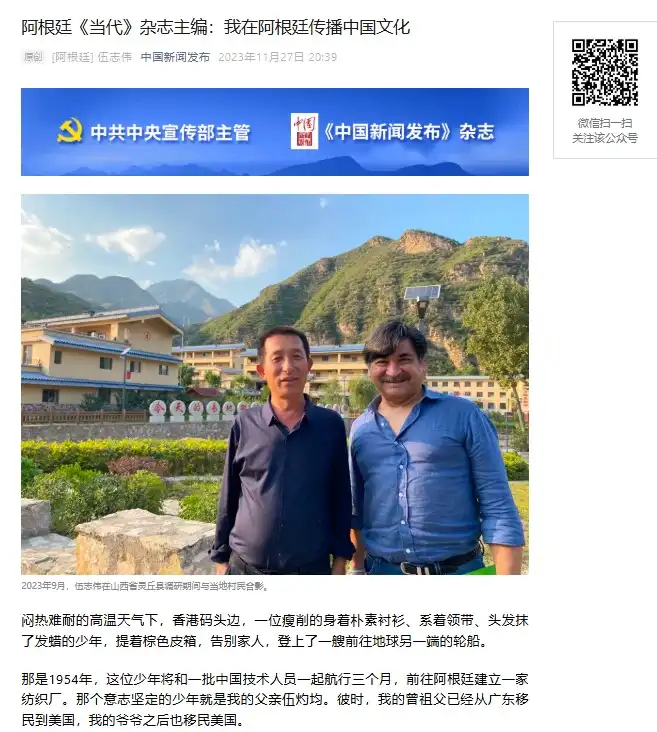 阿根廷《当代》杂志主编：我在阿根廷传播中国文化
原创 [阿根廷] 伍志伟 中国新闻发布 2023年11月27日 20:39
微信扫一扫
关注该公众号
中共中央宣传部主管 中国 《中国新闻发布》杂志
2023年9月，伍志伟在山西省灵丘县调研期间与当地村民合影。
闷热难耐的高温天气下，香港码头边，一位瘦削的身着朴素衬衫、系着领带、头发抹
了发蜡的少年，提着棕色皮箱，告别家人，登上了一艘前往地球另一端的轮船。
那是1954年，这位少年将和一批中国技术人员一起航行三个月，前往阿根廷建立一家
纺织厂。那个意志坚定的少年就是我的父亲伍灼均。彼时，我的曾祖父已经从广东移
民到美国，我的爷爷之后也移民美国。